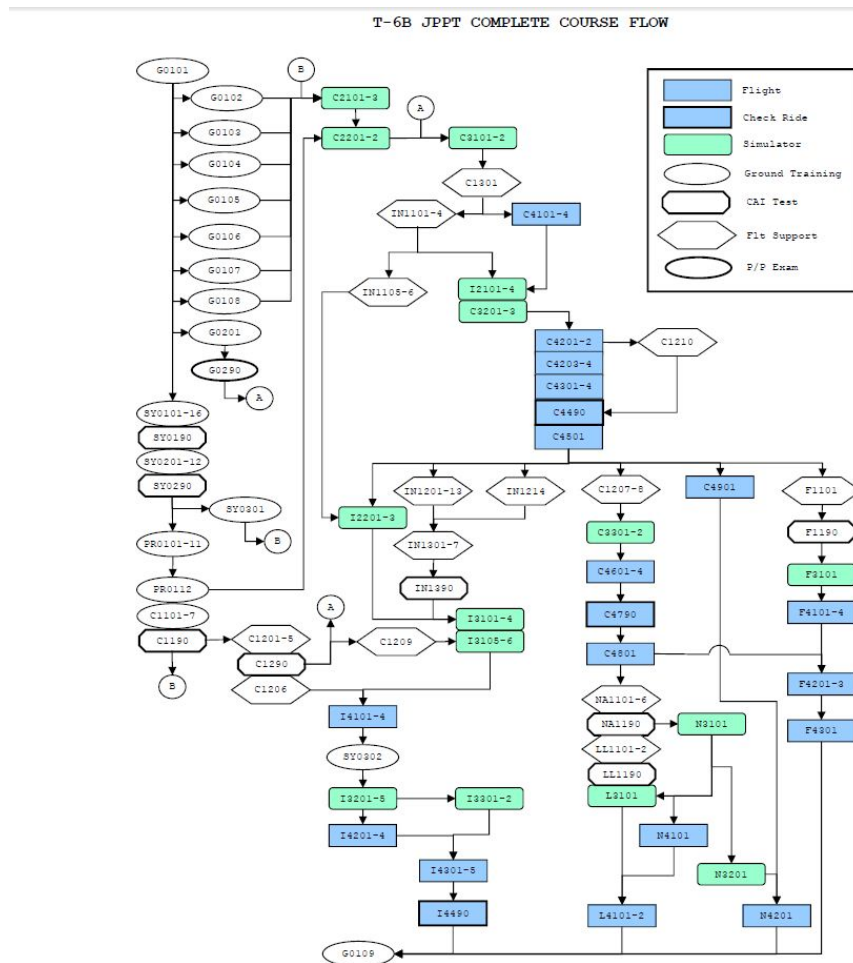 T-6B JPPT COMPLETE COURSE FLOW
G0101
B
G0102
C2101-3
A
Flight
G0103
C2201-2
C3101-2
Check Ride
G0104
Simulator
C1301
Ground Training
G0105
IN1101-4
C4101-4
CAI Test
G0106
Flt Support
G0107
P/P Exam
G0108
IN1105-6
I2101-4
C3201-3
G0201
C4201-2
C1210
G0290
C4203-4
A
C4301-4
SY0101-16
C4490
SY0190
C4501
SY0201-12
SY0290
IN1201-13
IN1214
C1207-8
C4901
F1101
SY0301
I2201-3
F1190
B
PR0101-11
IN1301-7
C3301-2
F3101
PR0112
IN1390
C4601-4
C1101-7
A
I3101-4
C4790
F4101-4
C1190
C1201-5
C1209
I3105-6
C1290
C4801
B
C1206
F4201-3
NA1101-6
I4101-4
NA1190
N3101
F4301
LL1101-2
SY0302
LL1190
I3201-5
I3301-2
L3101
I4201-4
N4101
I4301-5
N3201
I4490
L4101-2
N4201
G0109